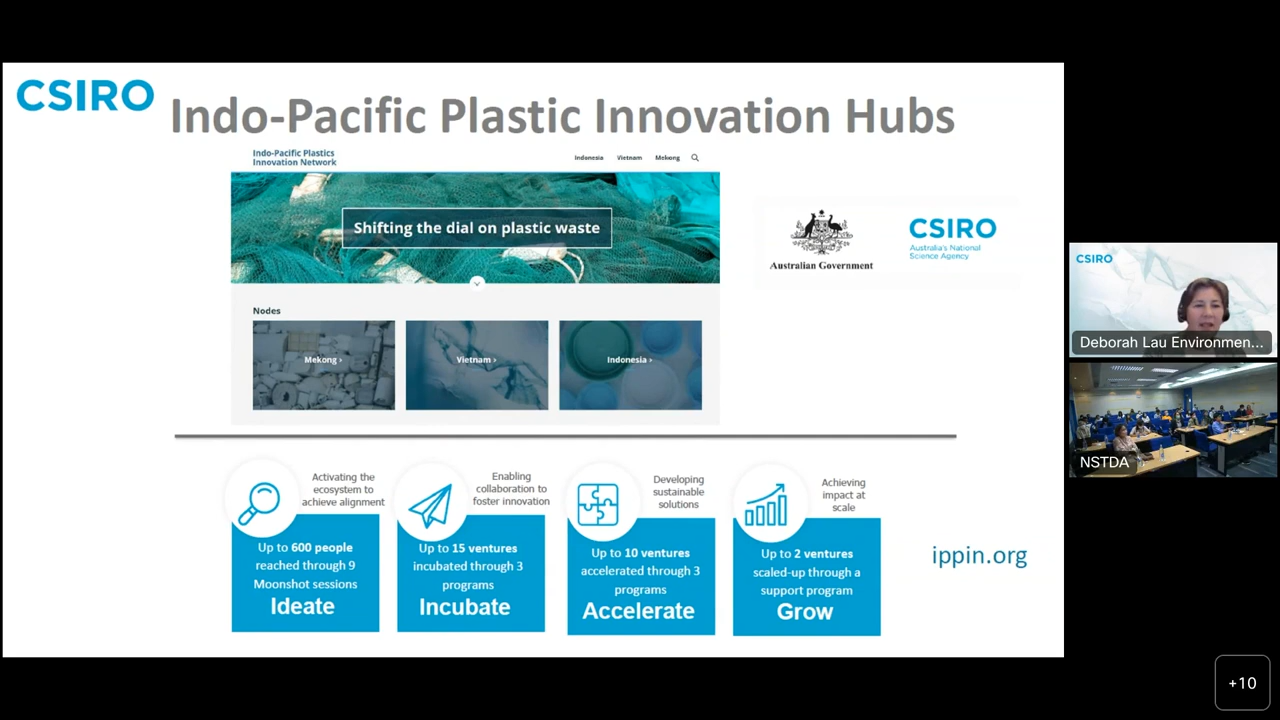 CSIRO
Indo-Pacific Plastic Innovation Hubs
Indo-Pacific Plastics
Innovation Network
Indonesia Vietnam Mekong
Shifting the dial on plastic waste
Australian Government
CSIRO
Australia's National
Science Agency
Nodes
Mekong ›
Vietnam ›
Indonesia ›
Activating the
ecosystem to
achieve alignment
Up to 600 people
reached through 9
Moonshot sessions
Ideate
Enabling
collaboration to
foster innovation
Up to 15 ventures
incubated through 3
programs
Incubate
Developing
sustainable
solutions
Up to 10 ventures
accelerated through 3
programs
Accelerate
Achieving
impact at
scale
Up to 2 ventures
scaled-up through a
support program
Grow
ippin.org
CSIRO
Deborah Lau Environmen...
NSTDA
+10